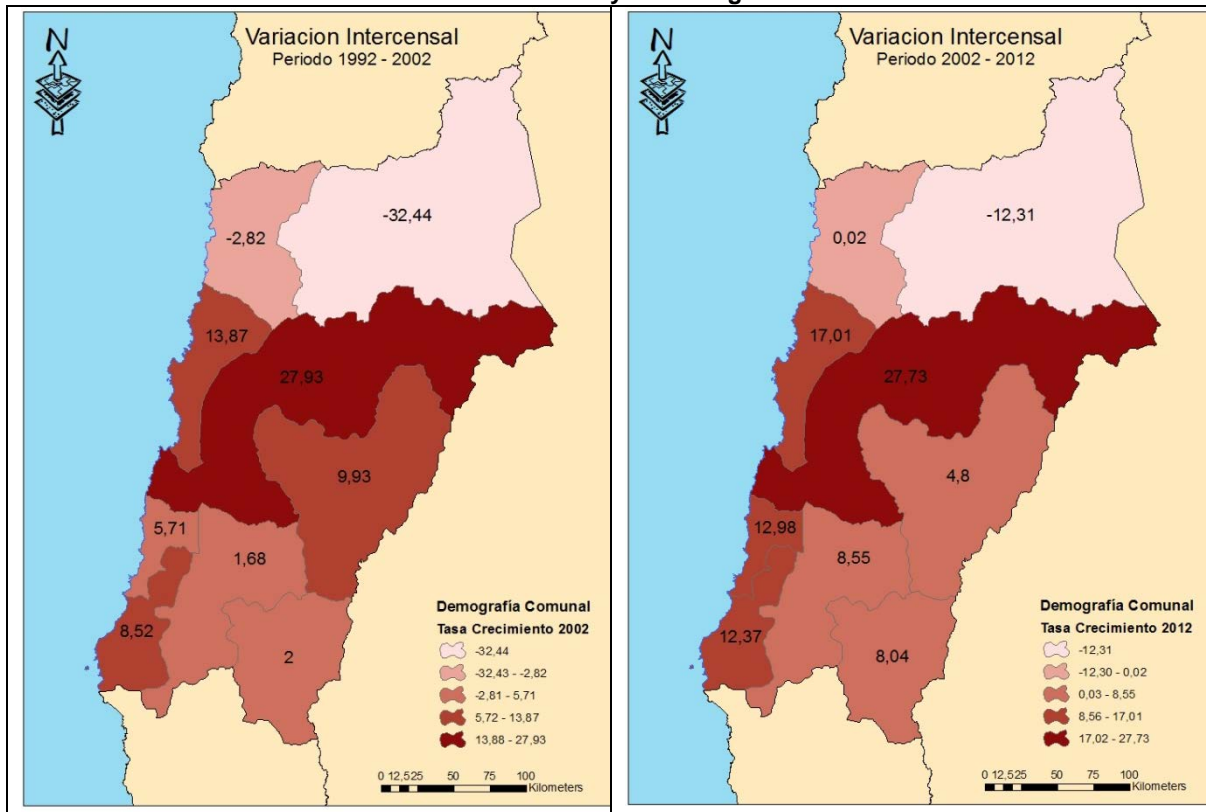 Variacion Intercensal
Periodo 1992 - 2002
N
-32,44
-2,82
13,87
27,93
9,93
5,71
1,68
8,52
2
Demografía Comunal
Tasa Crecimiento 2002
-32,44
-32,43 - -2,82
-2,81 - 5,71
5,72 - 13,87
13,88 - 27,93
0 12,525 50 75 100
Kilometers
Variacion Intercensal
Periodo 2002 - 2012
N
-12,31
0,02
17,01
27,73
4,8
12,98
8,55
12,37
8,04
Demografía Comunal
Tasa Crecimiento 2012
-12,31
-12,30 - 0,02
0,03 - 8,55
8,56 - 17,01
17,02 - 27,73
0 12,525 50 75 100
Kilometers